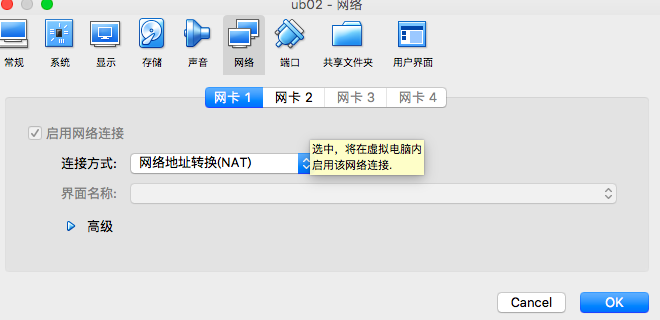 ub02 - 网络
常规 系统 显示 存储 声音 网络 端口 共享文件夹 用户界面
网卡 1 网卡 2 网卡 3 网卡 4
启用网络连接
选中，将在虚拟电脑内
启用该网络连接.
连接方式: 网络地址转换(NAT)
界面名称:
高级
Cancel OK